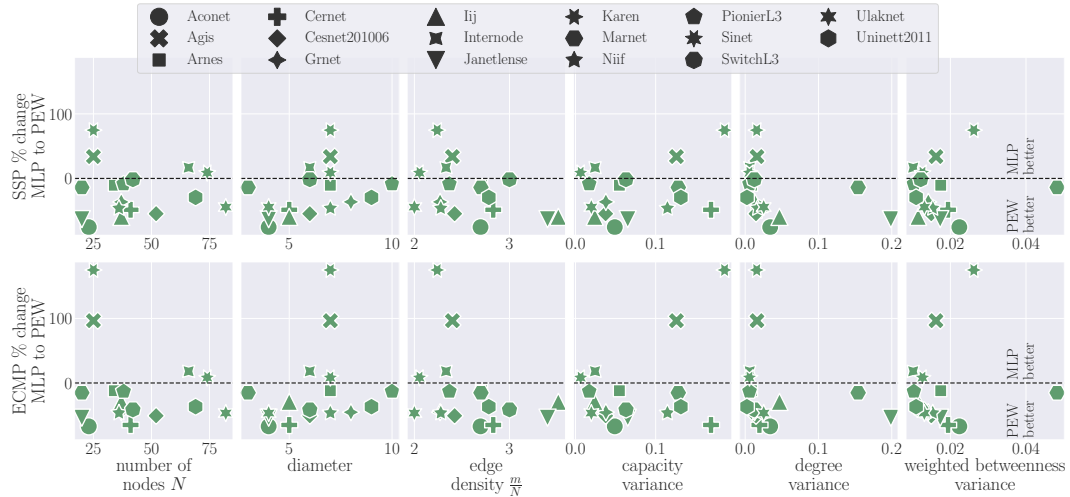 Aconet Cernet Iij Karen PionierL3 Ulaknet
Agis Cesnet201006 Internode Marnet Sinet Uninett2011
Arnes Grnet Janetlense Niif SwitchL3
SSP % change
MLP to PEW
100
0
MLP
better
PEW
better
25 50 75 5 10 2 3 0.0 0.1 0.0 0.1 0.2 0.02 0.04
ECMP % change
MLP to PEW
100
0
MLP
better
PEW
better
25 50 75 5 10 2 3 0.0 0.1 0.0 0.1 0.2 0.02 0.04
number of
nodes N
diameter
edge
density m/N
capacity
variance
degree
variance
weighted betweenness
variance